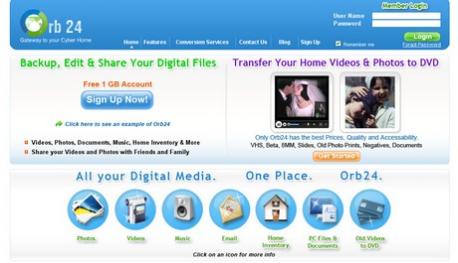 Orb 24
Gateway to your Cyber Home
Member Login
User Name
Password
Login
Remember me
Forgot Password
Home Features Conversion Services Contact Us Blog Sign Up
Backup, Edit & Share Your Digital Files
Free 1 GB Account
Sign Up Now!
Click here to see an example of Orb24
Videos, Photos, Documents, Music, Home Inventory & More
Share your Videos and Photos with Friends and Family
Transfer Your Home Videos & Photos to DVD
Only Orb24 has the best Prices, Quality and Accessability.
VHS, Beta, 8MM, Slides, Old Photo Prints, Negatives, Documents
Get Started
All your Digital Media. One Place. Orb24.
Photos
Videos
Music
Email
Home Inventory
PC Files & Documents
Old Videos to DVD
Click on an icon for more info